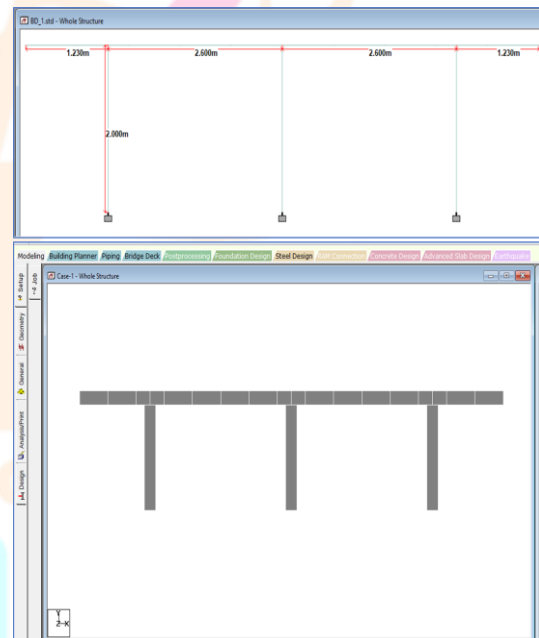 BD_1.std - Whole Structure
1.230m 2.600m 2.600m 1.230m
2.000m
Modeling Building Planner Piping Bridge Deck Postprocessing Foundation Design Steel Design RAM Connection Concrete Design Advanced Slab Design Earthquake
Setup
Job
Case-1 - Whole Structure
Geometry
General
Analysis/Print
Design
Y
Z-X